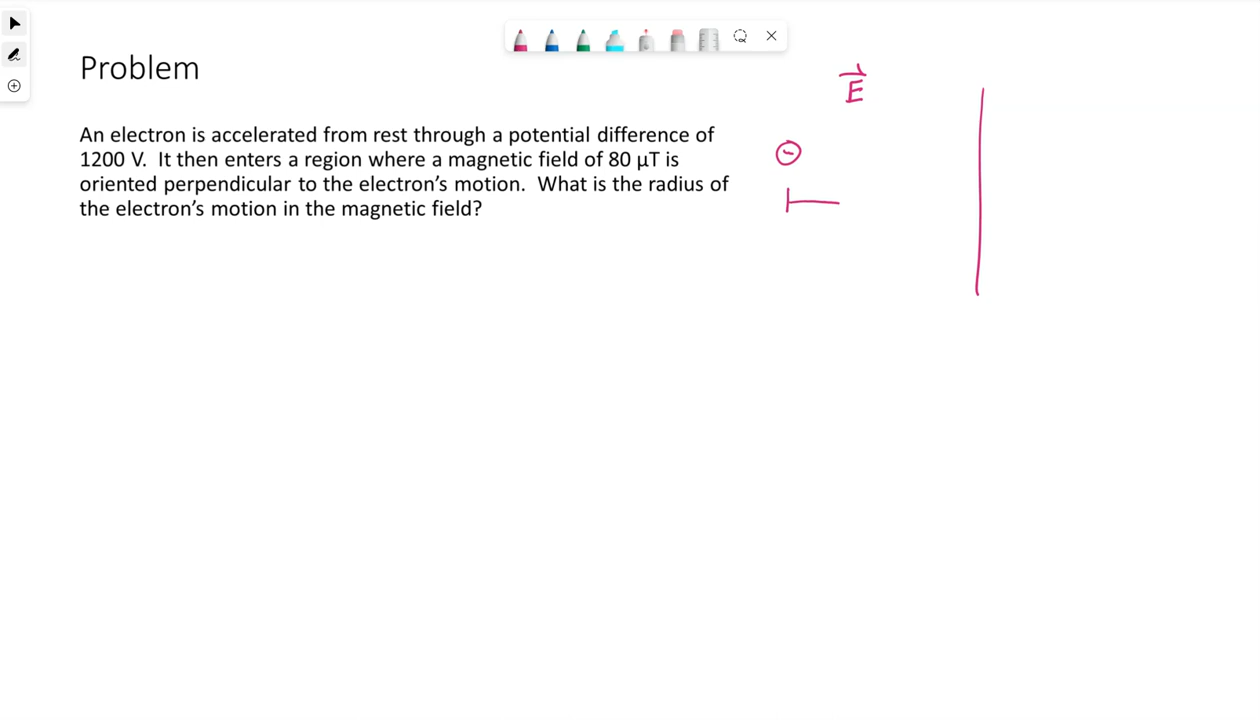 Problem
E
An electron is accelerated from rest through a potential difference of
1200 V.  It then enters a region where a magnetic field of 80 μT is
oriented perpendicular to the electron’s motion.  What is the radius of
the electron’s motion in the magnetic field?